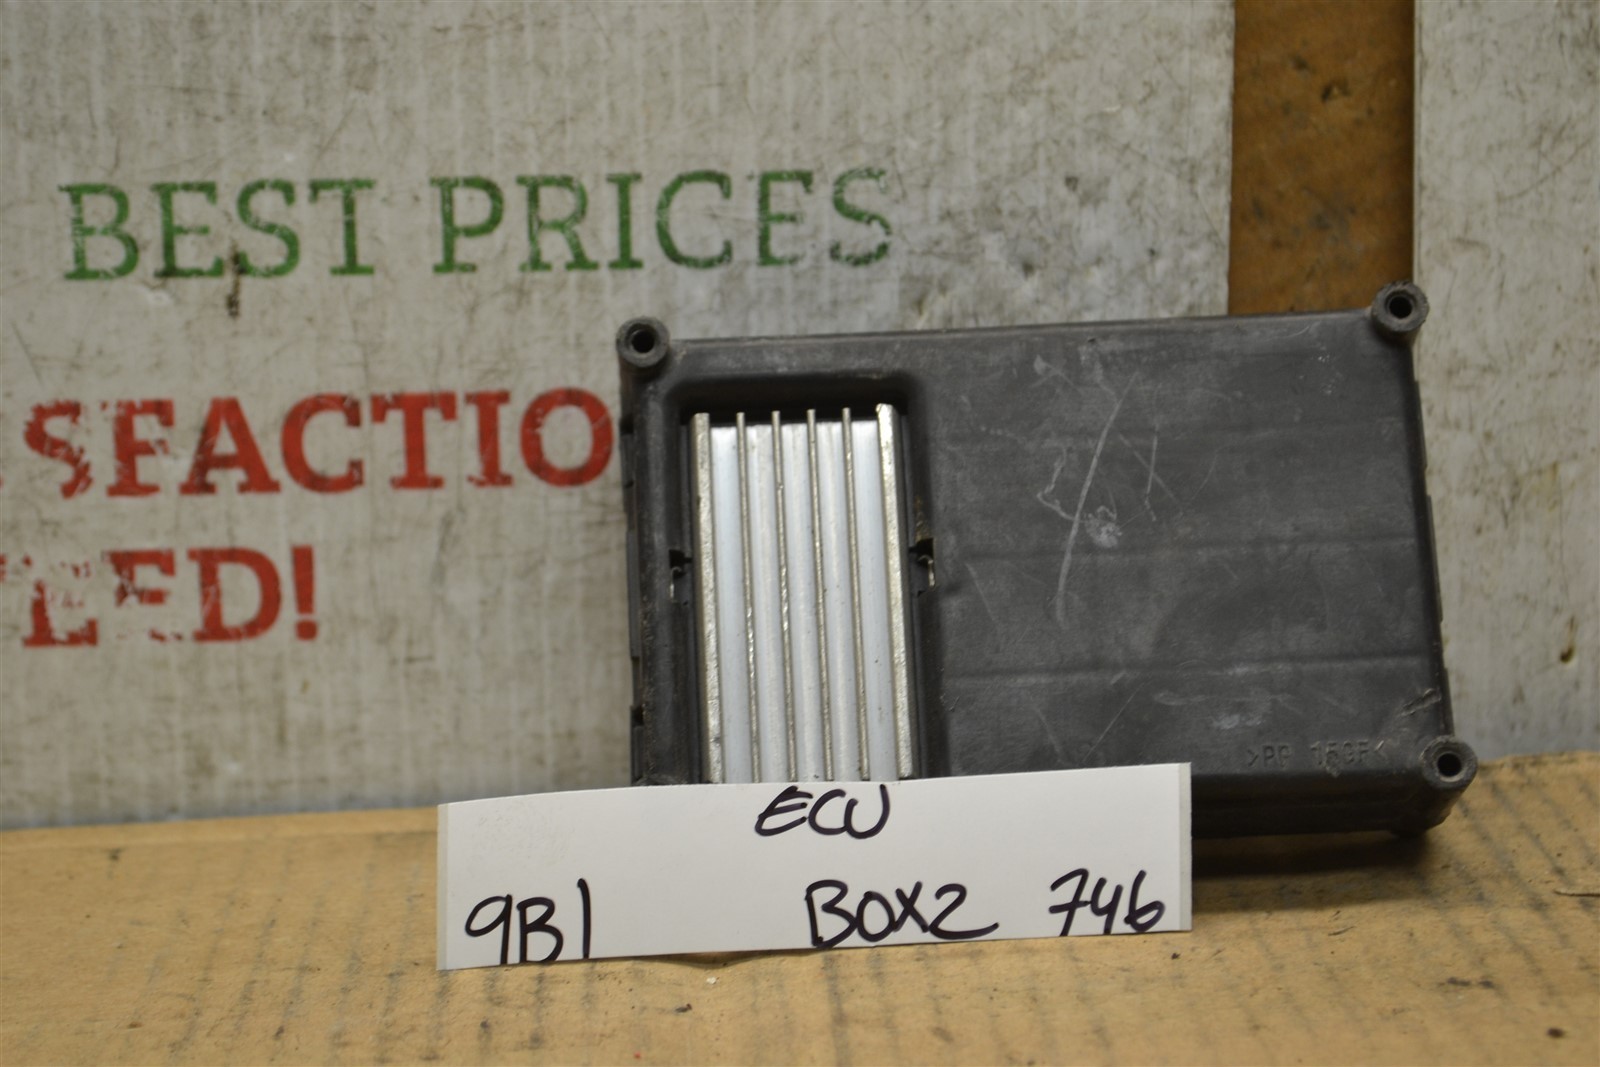 BEST PRICES
SFACTIO
ED!
ECU
9B1 BOX2 746